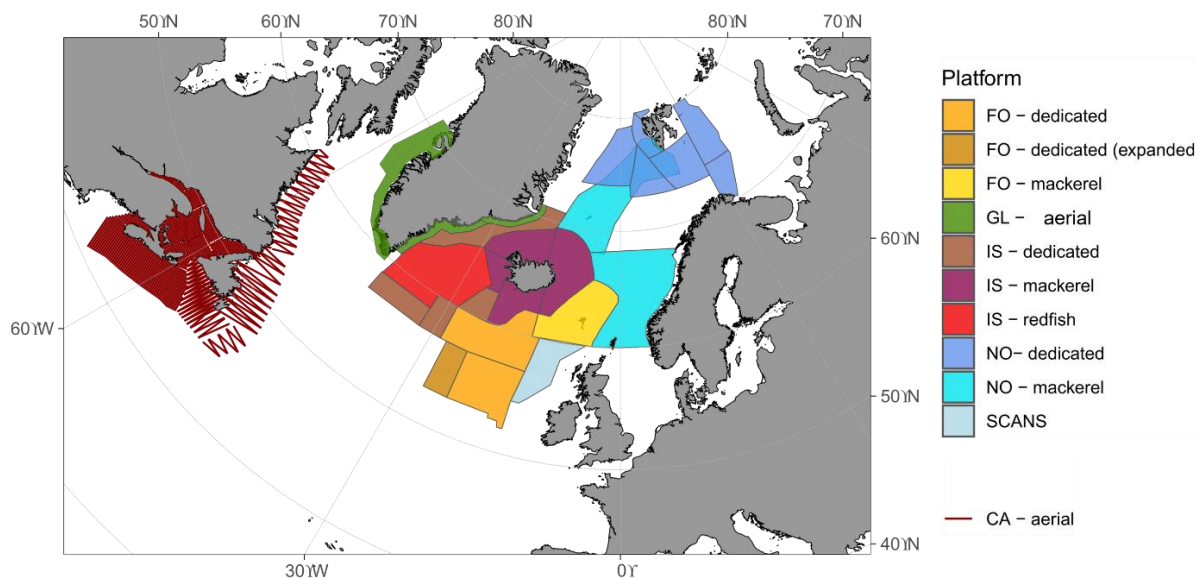 50°N 60°N 70°N 80°N 80°N 70°N
Platform
FO – dedicated
FO – dedicated (expanded
FO – mackerel
GL – aerial
IS – dedicated
60°N
IS – mackerel
60°W
IS – redfish
NO– dedicated
50°N
NO – mackerel
SCANS
CA – aerial
40°N
30°W 0°